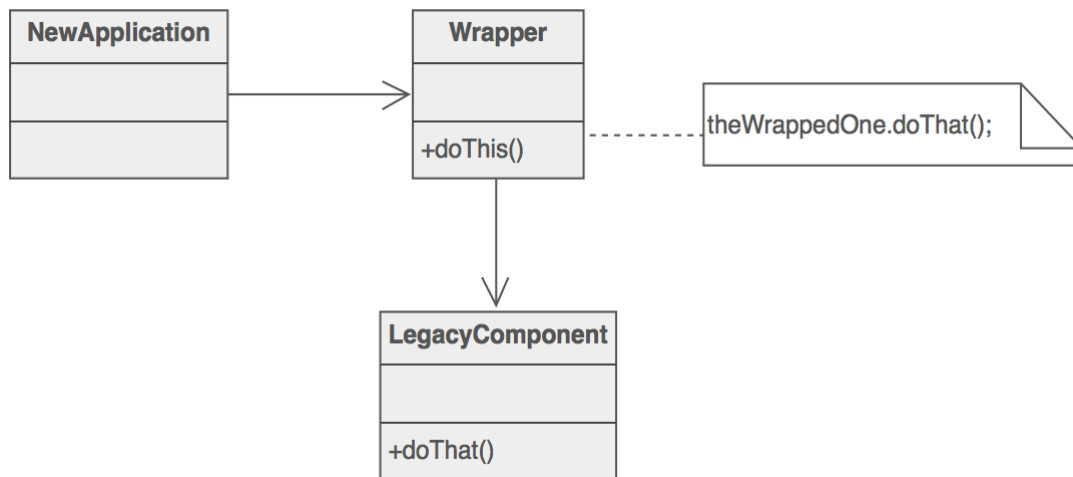 NewApplication
Wrapper
theWrappedOne.doThat();
+doThis()
LegacyComponent
+doThat()